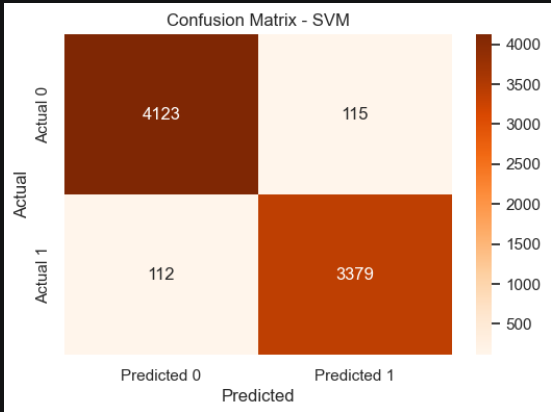 Confusion Matrix - SVM
Actual 0
4123
115
Actual
Actual 1
112
3379
Predicted 0
Predicted 1
Predicted
4000
3500
3000
2500
2000
1500
1000
500